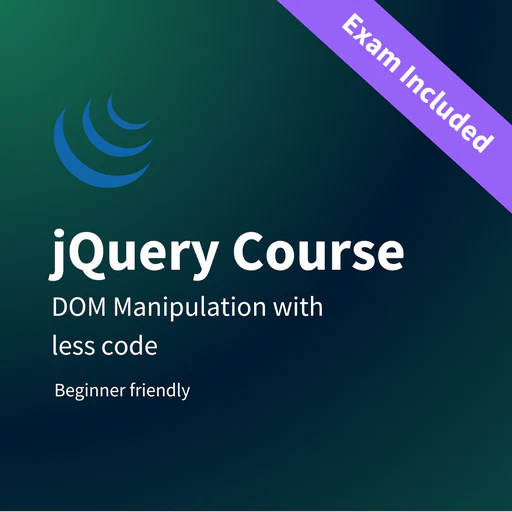 Exam Included
jQuery Course
DOM Manipulation with
less code
Beginner friendly